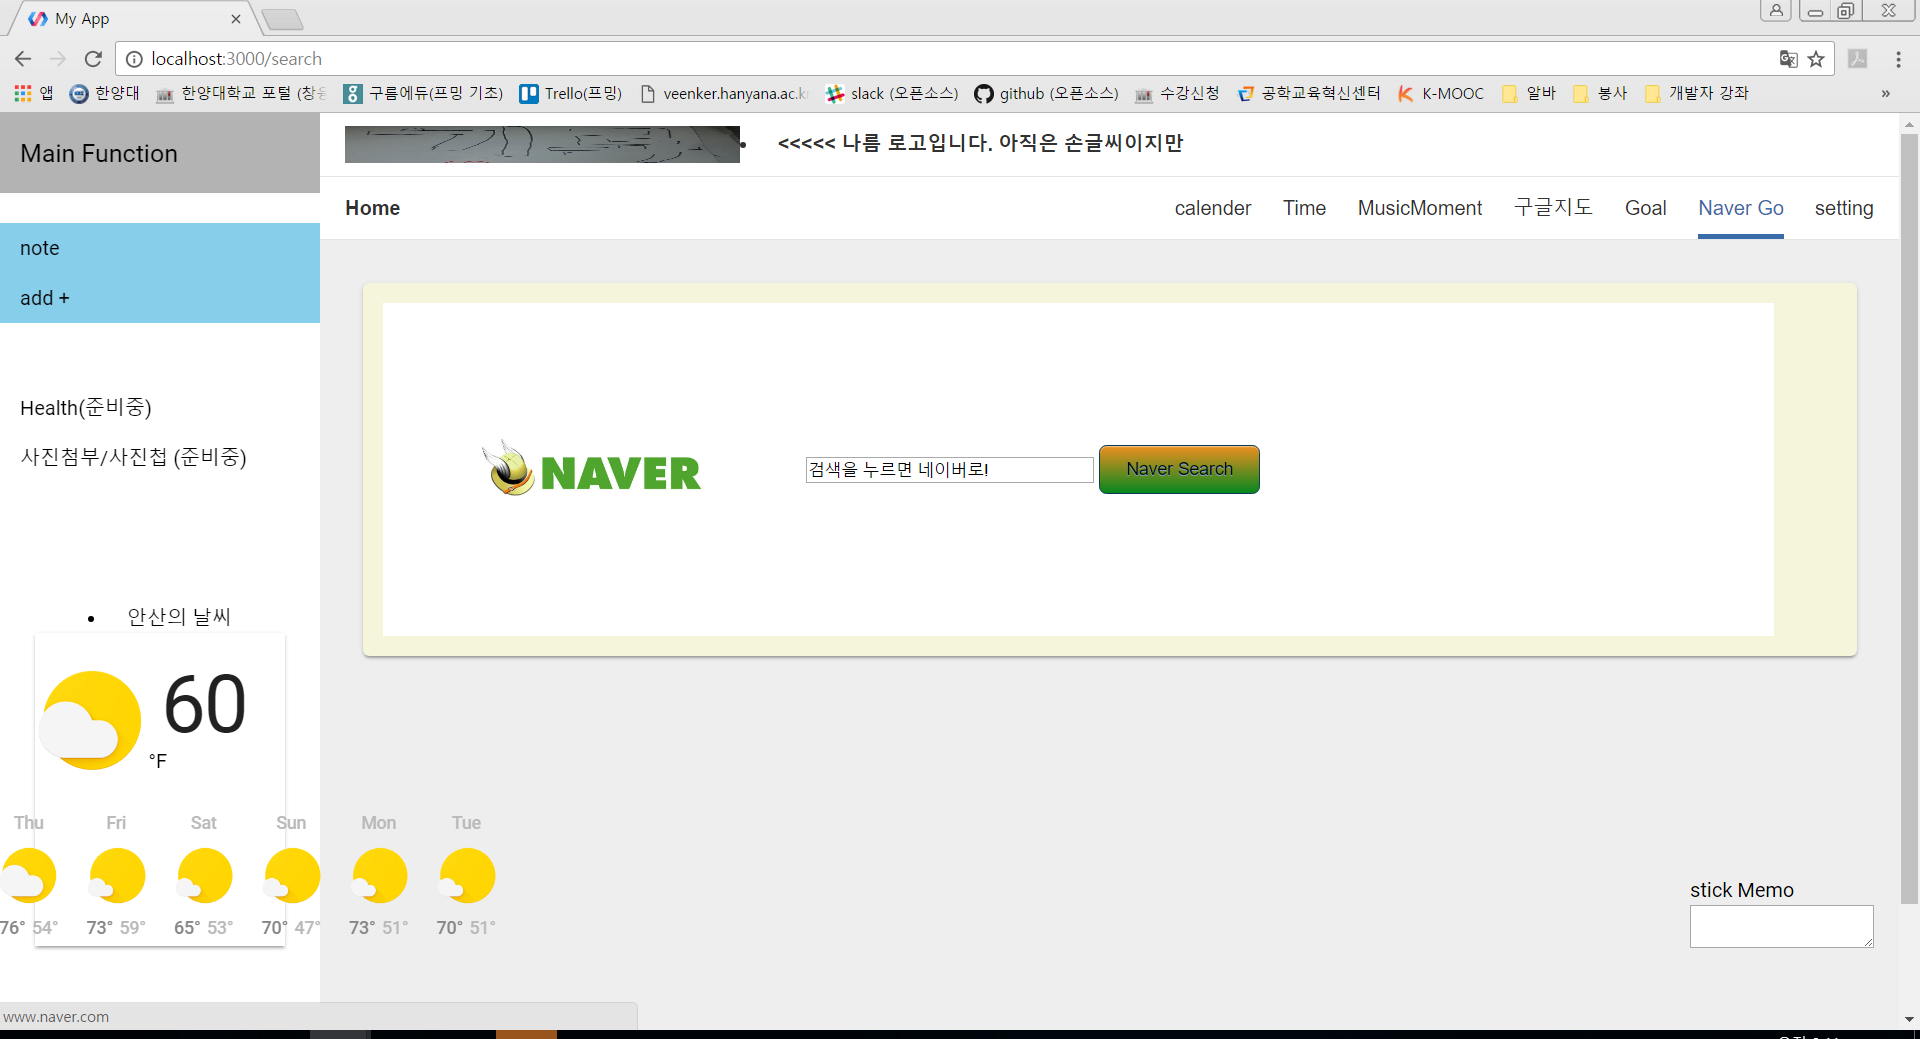 My App
localhost:3000/search
앱 한양대 한양대학교 포털 (창 구름에듀(프밍 기초) Trello(프밍) veenker.hanyana.ac.k slack (오픈소스) github (오픈소스) 수강신청 공학교육혁신센터 K-MOOC 알바 봉사 개발자 강좌 »
Main Function
<<<<< 나름 로고입니다. 아직은 손글씨이지만
Home calender Time MusicMoment 구글지도 Goal Naver Go setting
note
add +
Health(준비중)
사진첨부/사진첩 (준비중)
NAVER 검색을 누르면 네이버로! Naver Search
안산의 날씨
60
°F
Thu Fri Sat Sun Mon Tue
76° 54° 73° 59° 65° 53° 70° 47° 73° 51° 70° 51°
stick Memo
www.naver.com